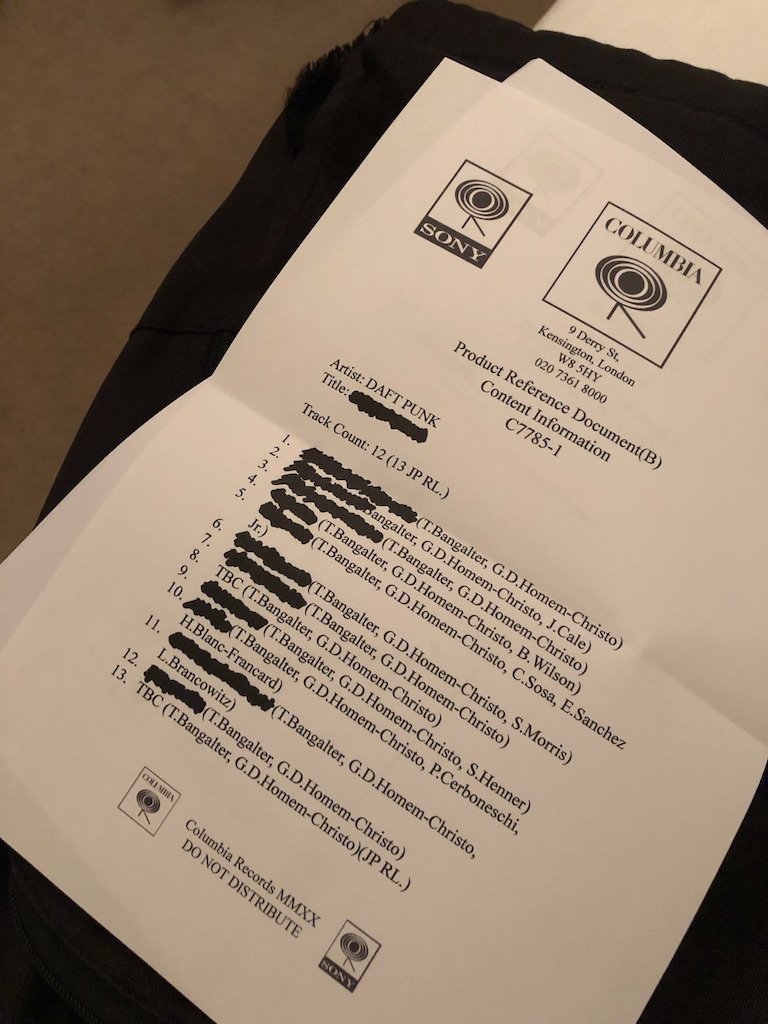 SONY
COLUMBIA
9 Derry St,
Kensington, London
W8 5HY
020 7361 8000
Product Reference Document(B)
Content Information
C7785-1
Artist: DAFT PUNK
Title:
Track Count: 12 (13 JP RL.)
1. (T.Bangalter, G.D.Homem-Christo)
2. Bangalter, G.D.Homem-Christo, J.Cale)
3. (T.Bangalter, G.D.Homem-Christo)
4. (T.Bangalter, G.D.Homem-Christo, B.Wilson)
5. (T.Bangalter, G.D.Homem-Christo, C.Sosa, E.Sanchez
Jr.)
6. (T.Bangalter, G.D.Homem-Christo, S.Morris)
7. (T.Bangalter, G.D.Homem-Christo)
8. TBC (T.Bangalter, G.D.Homem-Christo)
9. (T.Bangalter, G.D.Homem-Christo, S.Henner)
10. (T.Bangalter, G.D.Homem-Christo, P.Cerboneschi,
H.Blanc-Francard)
11. (T.Bangalter, G.D.Homem-Christo,
L.Brancowitz)
12. (T.Bangalter, G.D.Homem-Christo)
13. TBC (T.Bangalter, G.D.Homem-Christo)(JP RL.)
COLUMBIA
Columbia Records MMXX
DO NOT DISTRIBUTE
SONY